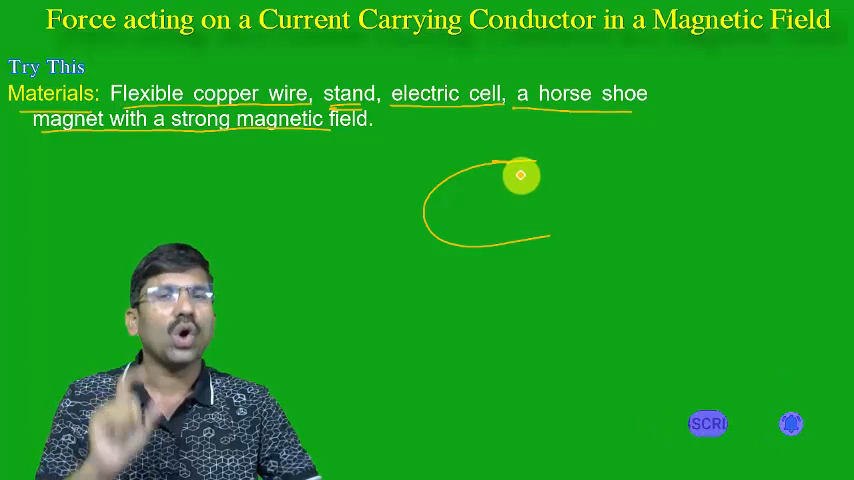 Force acting on a Current Carrying Conductor in a Magnetic Field
Try This
Materials: Flexible copper wire, stand, electric cell, a horse shoe
magnet with a strong magnetic field.
SCRI